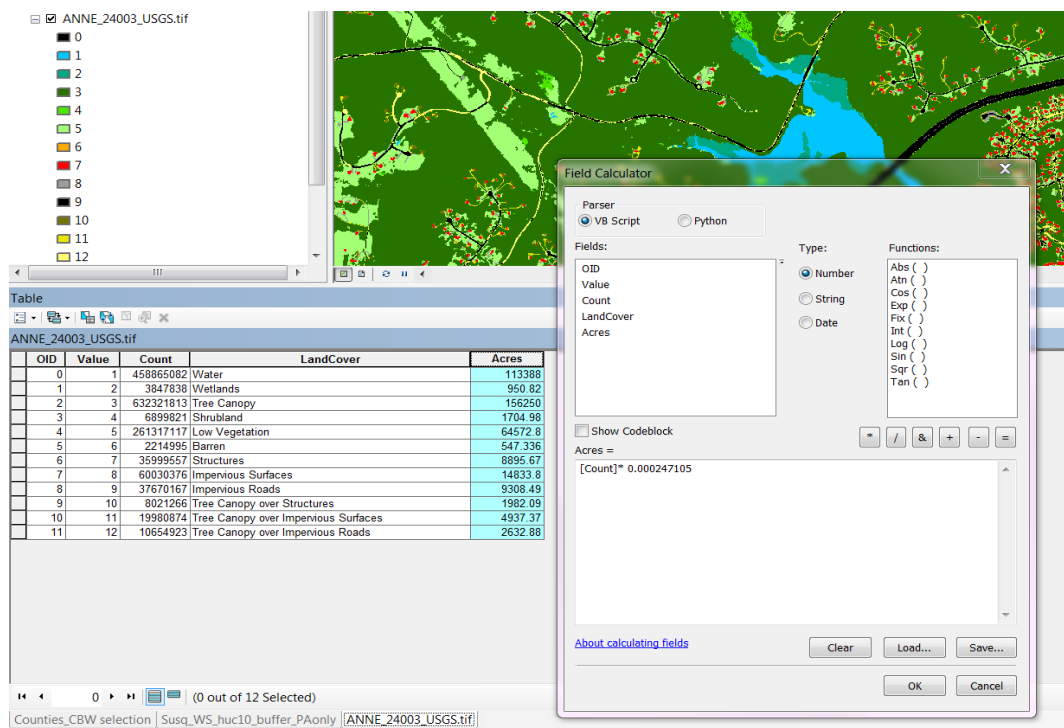 ANNE_24003_USGS.tif
0
1
2
3
4
5
6
7
8
9
10
11
12
Table
ANNE_24003_USGS.tif
OID Value Count LandCover Acres
0 1 458865082 Water 113388
1 2 3847838 Wetlands 950.82
2 3 632321813 Tree Canopy 156250
3 4 6899821 Shrubland 1704.98
4 5 261317117 Low Vegetation 64572.8
5 6 2214995 Barren 547.336
6 7 35999557 Structures 8895.67
7 8 60030376 Impervious Surfaces 14833.8
8 9 37670167 Impervious Roads 9308.49
9 10 8021266 Tree Canopy over Structures 1982.09
10 11 19980874 Tree Canopy over Impervious Surfaces 4937.37
11 12 10654923 Tree Canopy over Impervious Roads 2632.88
0 (0 out of 12 Selected)
Counties_CBW selection Susq_WS_huc10_buffer_PAonly ANNE_24003_USGS.tif
Field Calculator
X
Parser
VB Script Python
Fields:
OID
Value
Count
LandCover
Acres
Type:
Number
String
Date
Functions:
Abs ( )
Atn ( )
Cos ( )
Exp ( )
Fix ( )
Int ( )
Log ( )
Sin ( )
Sqr ( )
Tan ( )
Show Codeblock
* / & + - =
Acres =
[Count]* 0.000247105
About calculating fields
Clear Load... Save...
OK Cancel